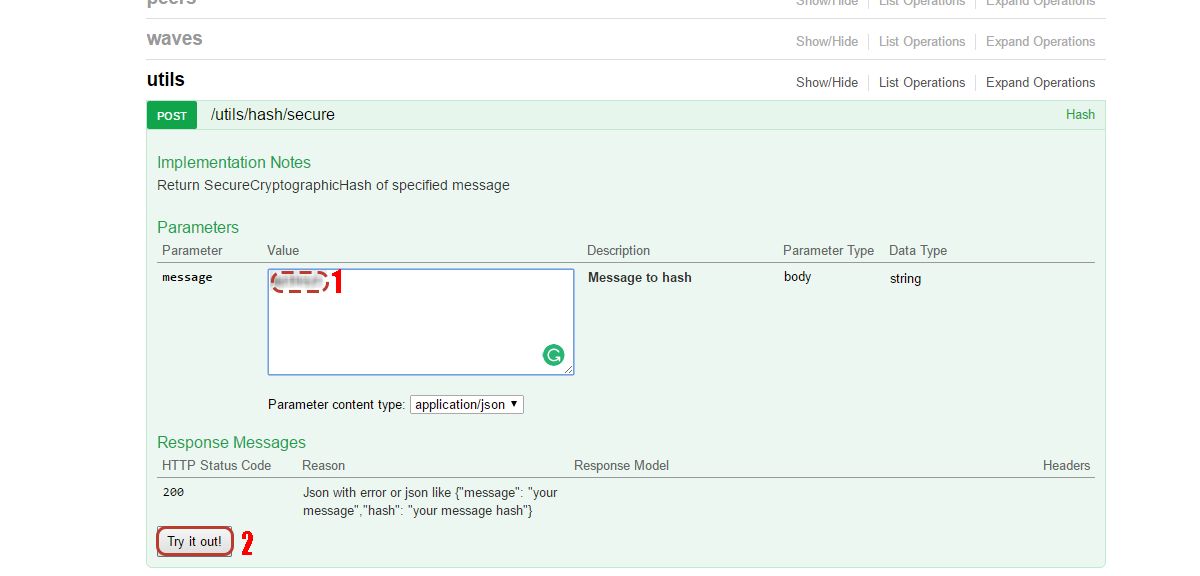 peers Show/Hide List Operations Expand Operations
waves Show/Hide List Operations Expand Operations
utils Show/Hide List Operations Expand Operations
POST /utils/hash/secure Hash
Implementation Notes
Return SecureCryptographicHash of specified message
Parameters
Parameter Value Description Parameter Type Data Type
message 1 Message to hash body string
Parameter content type: application/json
Response Messages
HTTP Status Code Reason Response Model Headers
200 Json with error or json like {"message": "your
message","hash": "your message hash"}
Try it out! 2